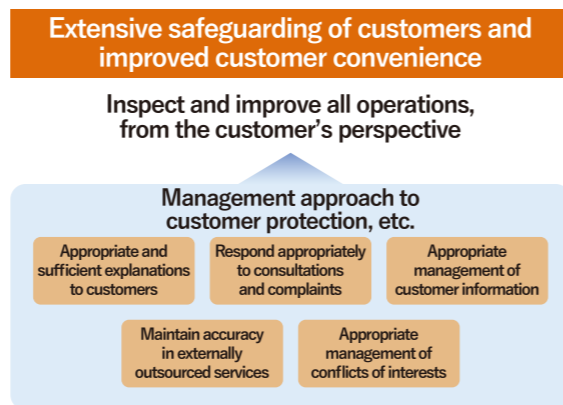 Extensive safeguarding of customers and
improved customer convenience
Inspect and improve all operations,
from the customer's perspective
Management approach to
customer protection, etc.
Appropriate and
sufficient explanations
to customers
Respond appropriately
to consultations
and complaints
Appropriate
management of
customer information
Maintain accuracy
in externally
outsourced services
Appropriate
management of
conflicts of interests